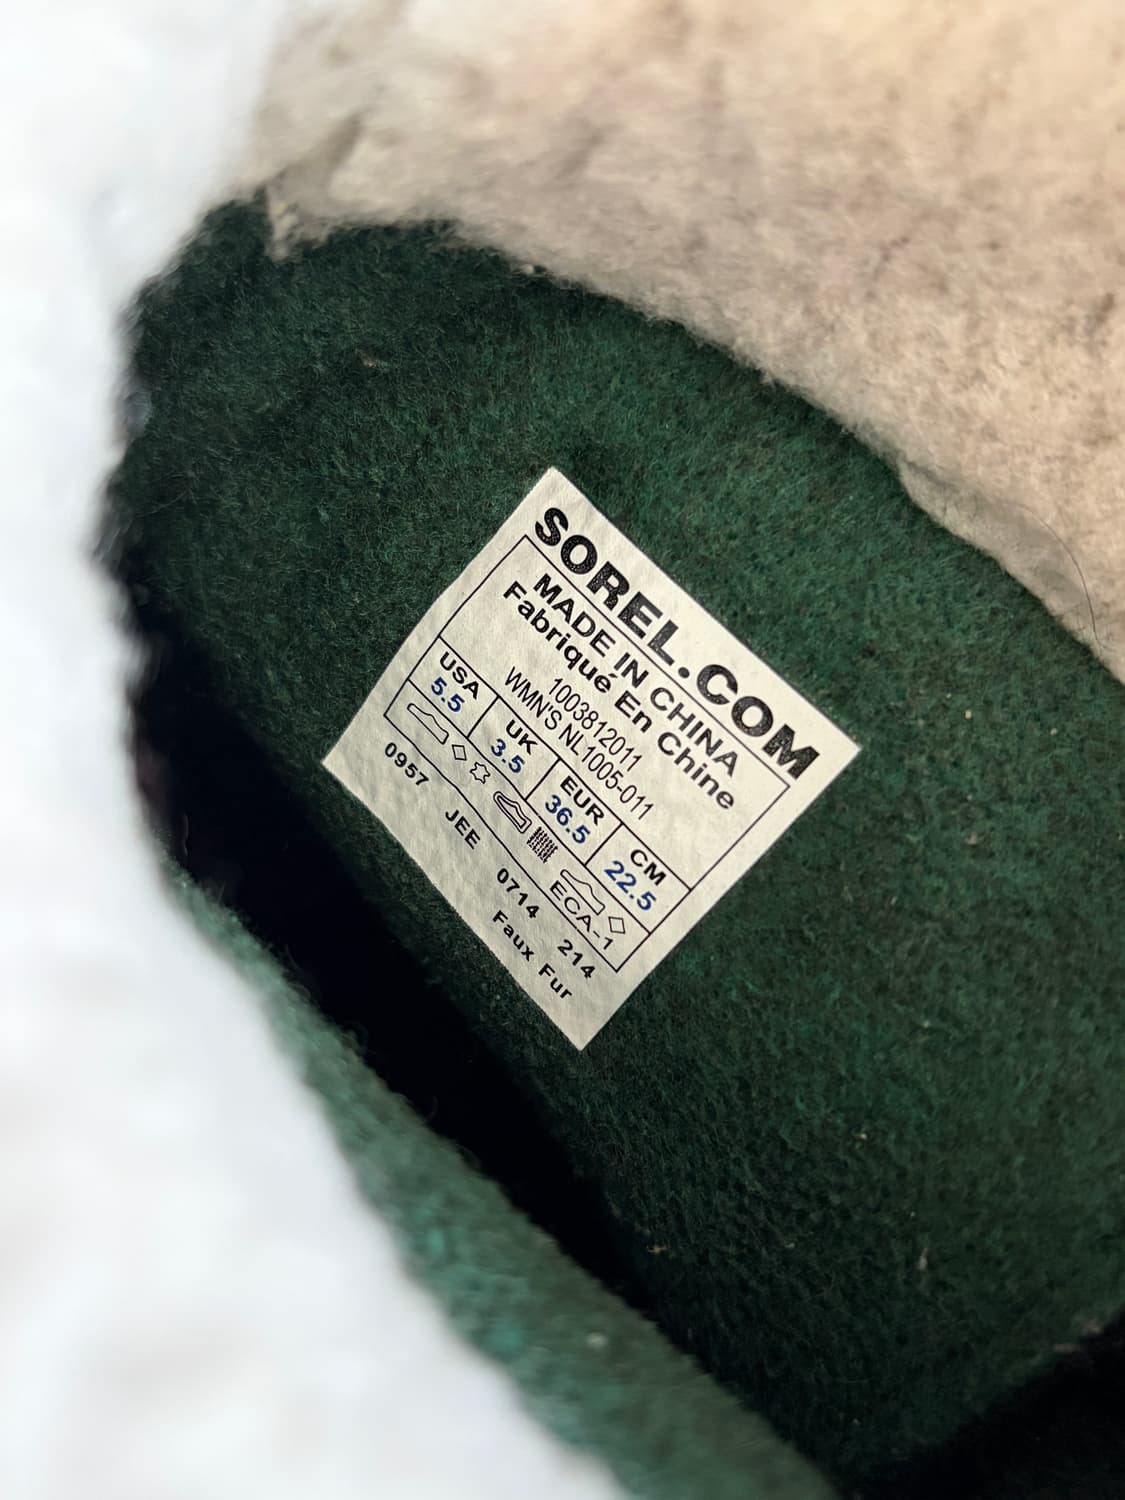 SOREL.COM
MADE IN CHINA
Fabriqué En Chine
1003812011
WMN'S NL1005-011
USA UK EUR CM
5.5 3.5 36.5 22.5
ECA-1
0957 JEE 0714 214
Faux Fur